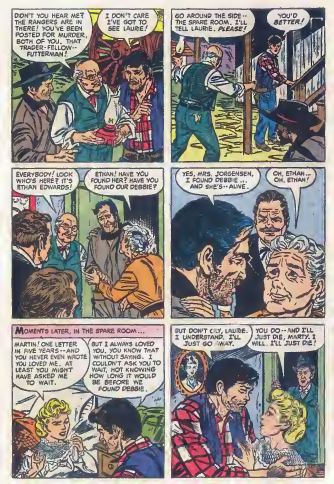 DIDN'T YOU HEAR ME?
THE RANGERS ARE IN
THERE! YOU'VE BEEN
POSTED FOR MURDER,
BOTH OF YOU, THAT
TRADER-FELLOW--
FUTTERMAN!
I DON'T CARE
I'VE GOT TO
SEE LAURIE!
GO AROUND THE SIDE--
THE SPARE ROOM. I'LL
TELL LAURIE, PLEASE!
YOU'D
BETTER!
EVERYBODY! LOOK
WHO'S HERE! IT'S
ETHAN EDWARDS!
ETHAN! HAVE YOU
FOUND HER? HAVE YOU
FOUND OUR DEBBIE?
YES, MRS. JORGENSEN,
I FOUND DEBBIE...
AND SHE'S--ALIVE.
OH, ETHAN--
OH, ETHAN!
MOMENTS LATER, IN THE SPARE ROOM...
MARTIN! ONE LETTER
IN FIVE YEARS--AND
YOU NEVER EVEN WROTE
YOU LOVED ME, AT
LEAST YOU MIGHT
HAVE ASKED ME
TO WAIT.
BUT I ALWAYS LOVED
YOU, YOU KNOW THAT
WITHOUT SAYING. I
COULDN'T ASK YOU TO
WAIT, NOT KNOWING
HOW LONG IT WOULD
BE BEFORE WE
FOUND DEBBIE.
BUT DON'T CRY, LAURIE.
I UNDERSTAND. I'LL
JUST GO 'WAY.
YOU DO--AND I'LL
JUST DIE, MARTY. I
WILL. I'LL JUST DIE!